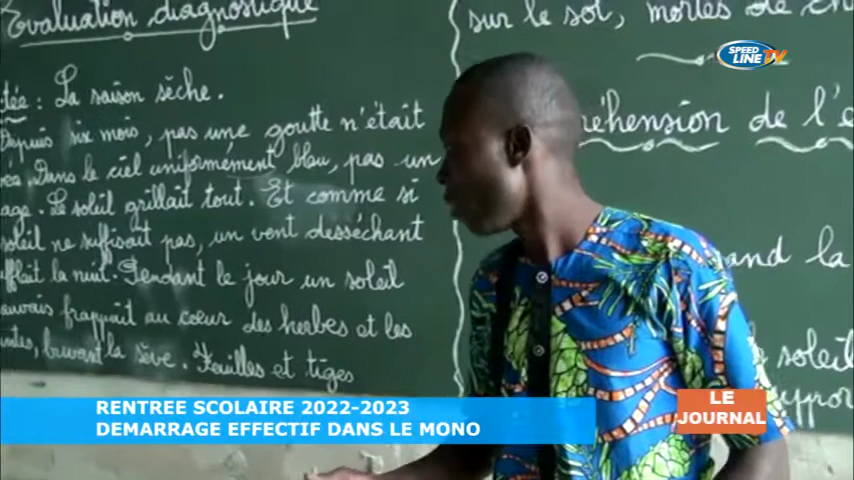 Evaluation diagnostique
: La saison sèche.
Depuis six mois, pas une goutte n'était
Dans le ciel uniformément bleu, pas un
Le soleil grillait tout. Et comme si
soleil ne suffisait pas, un vent desséchant
la nuit. Pendant le jour un soleil
frappait au cœur des herbes et les
buvant la sève. Feuilles et tiges
sur le sol, mortes de
SPEED LINE TV
préhension de l'
and la
soleil
LE JOURNAL
RENTREE SCOLAIRE 2022-2023
DEMARRAGE EFFECTIF DANS LE MONO